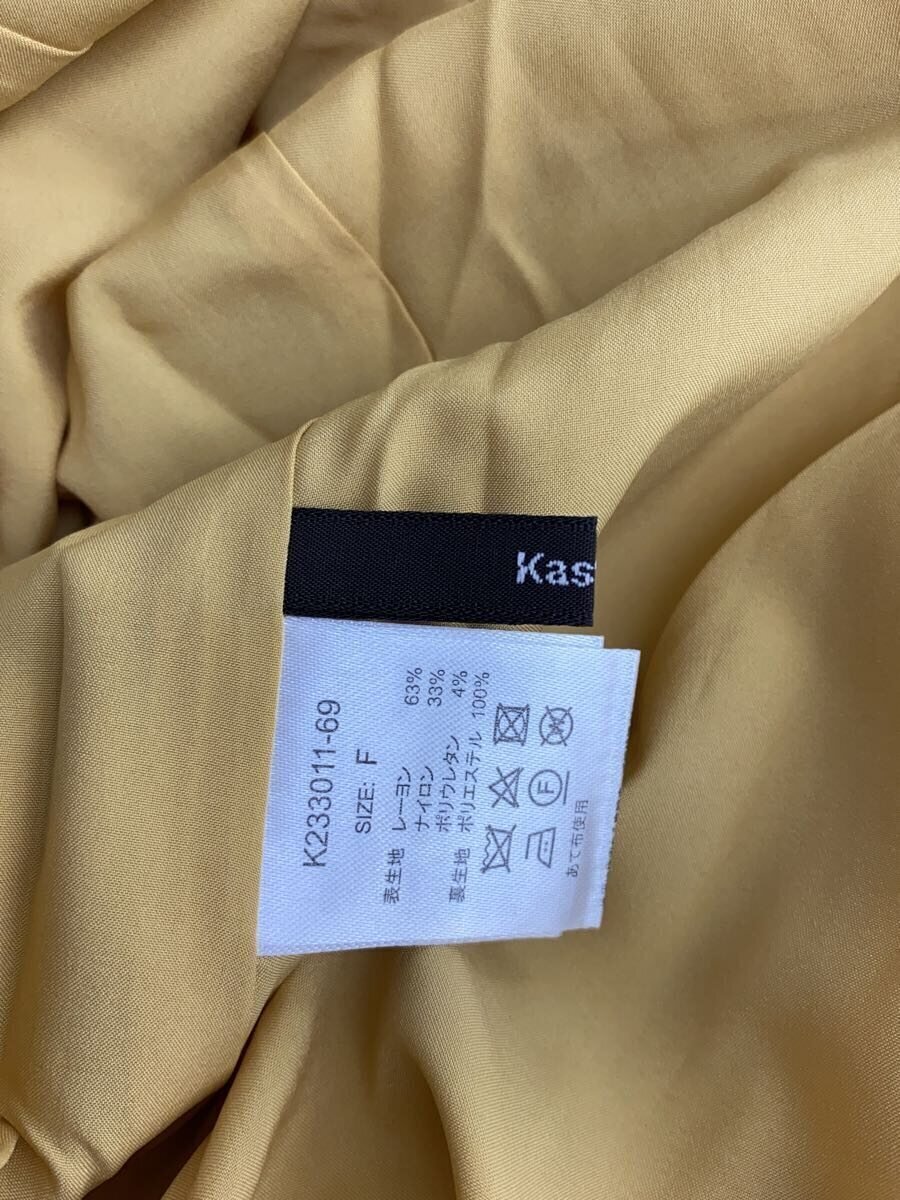 Kas
K233011-69
SIZE: F
表生地 レーヨン 63%
ナイロン 33%
ポリウレタン 4%
裏生地 ポリエステル 100%
F
あて布使用